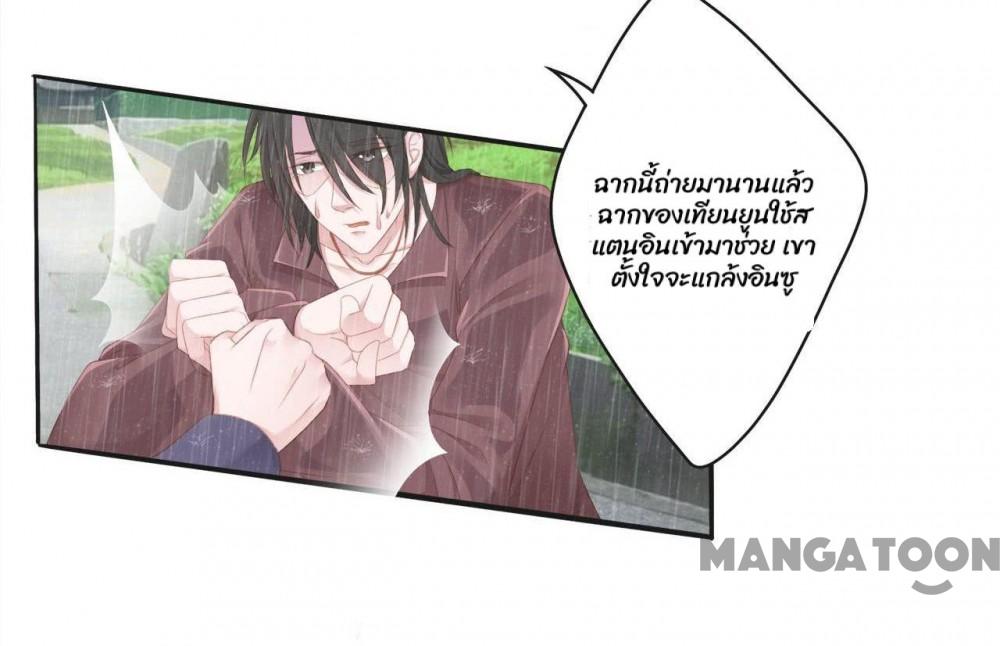 ฉากนี้ถ่ายมานานแล้ว
ฉากของเทียนยูนใช้ส
แตนอินเข้ามาช่วย เขา
ตั้งใจจะแกล้งอินซู
MANGATOON